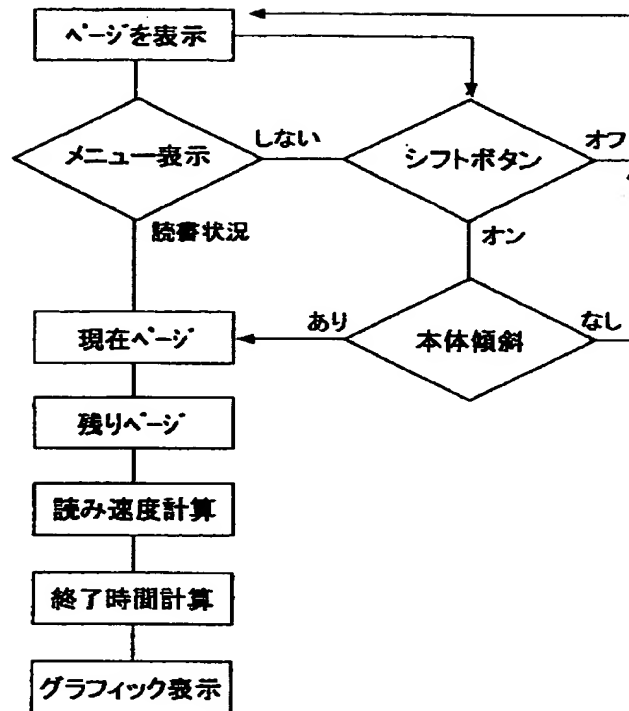 ページを表示
メニュー表示
しない
シフトボタン
オフ
読書状況
オン
現在ページ
あり
本体傾斜
なし
残りページ
読み速度計算
終了時間計算
グラフィック表示